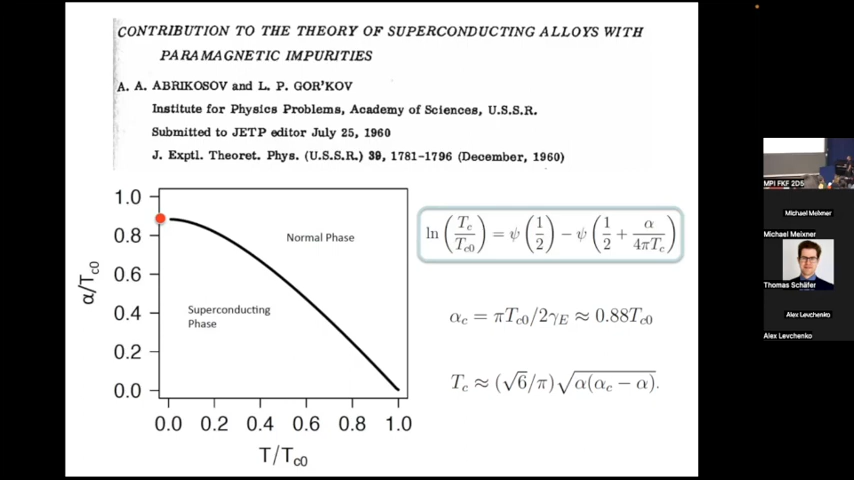 CONTRIBUTION TO THE THEORY OF SUPERCONDUCTING ALLOYS WITH
PARAMAGNETIC IMPURITIES
A. A. ABRIKOSOV and L. P. GOR'KOV
Institute for Physics Problems, Academy of Sciences, U.S.S.R.
Submitted to JETP editor July 25, 1960
J. Exptl. Theoret. Phys. (U.S.S.R.) 39, 1781-1796 (December, 1960)
1.0
0.8
0.6
0.4
0.2
0.0
α/T_c0
Normal Phase
Superconducting
Phase
0.0 0.2 0.4 0.6 0.8 1.0
T/T_c0
ln(T_c/T_c0) = ψ(1/2) − ψ(1/2 + α/4πT_c)
α_c = πT_c0/2γ_E ≈ 0.88T_c0
T_c ≈ (√6/π)√α(α_c − α).
MPI FKF 2D5
Michael Meixner
Michael Meixner
Thomas Schäfer
Alex Levchenko
Alex Levchenko